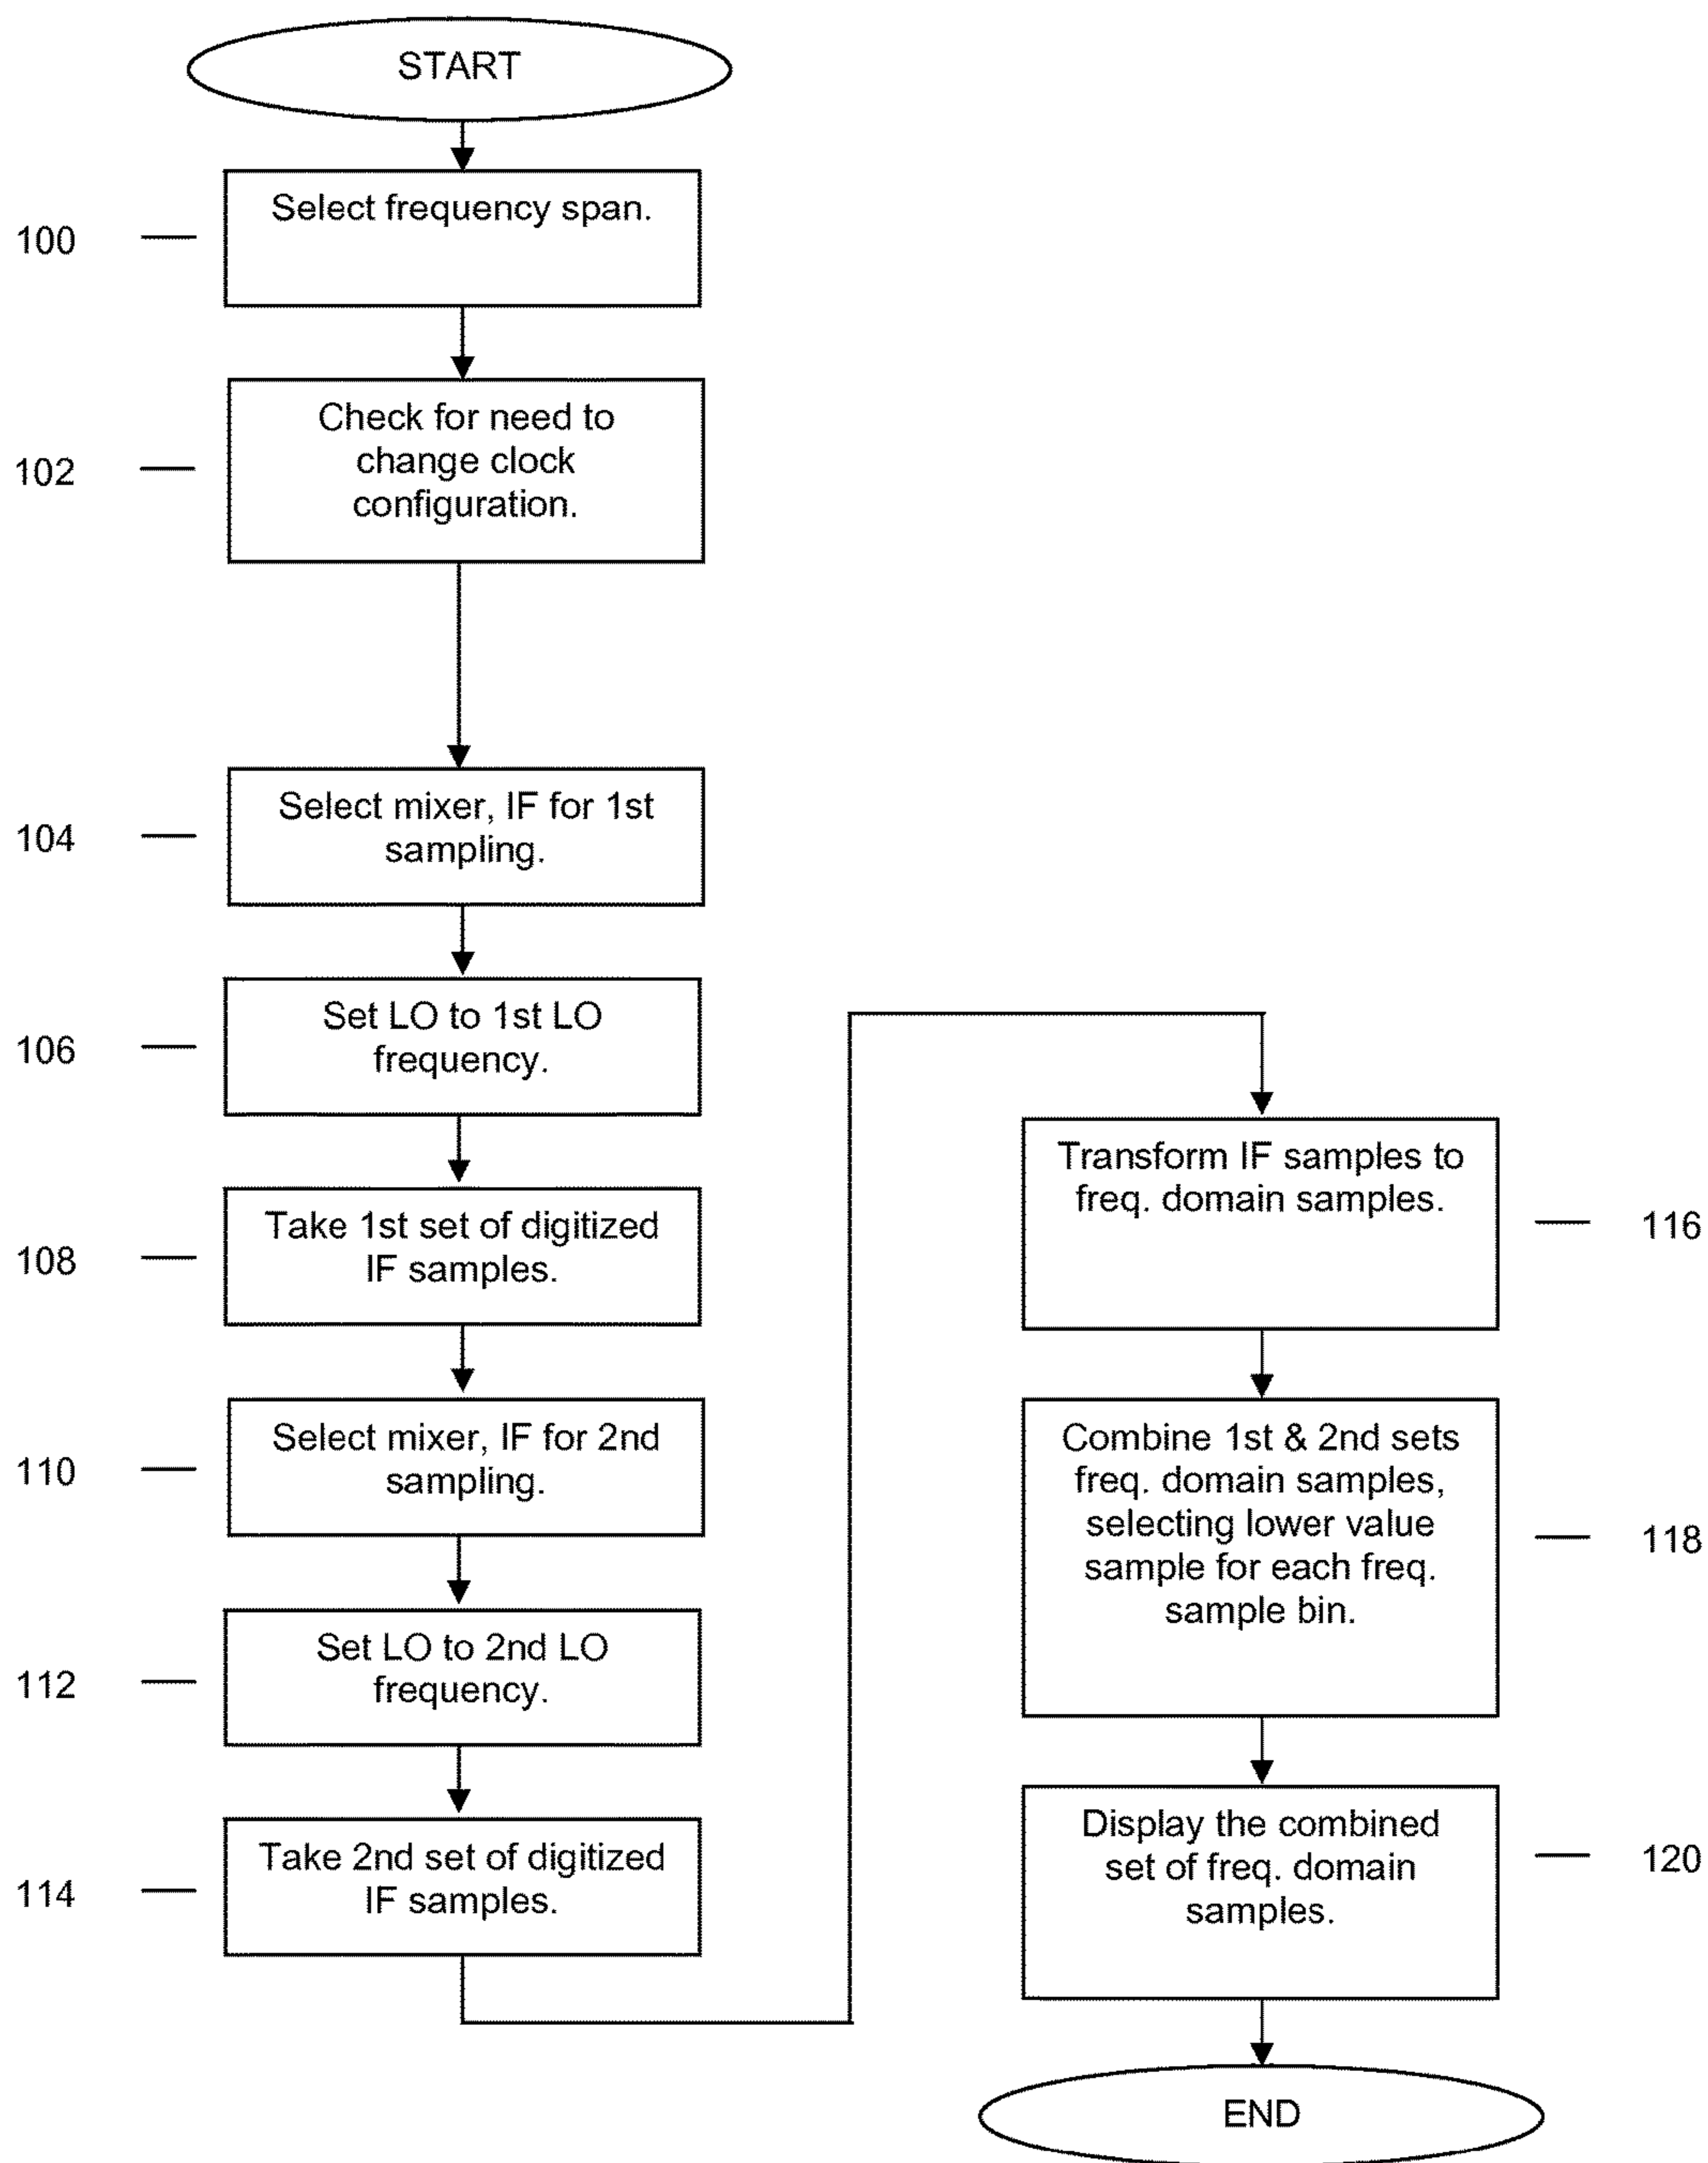 START
Select frequency span.
100
Check for need to
change clock
configuration.
102
Select mixer, IF for 1st
sampling.
104
Set LO to 1st LO
frequency.
106
Take 1st set of digitized
IF samples.
108
Select mixer, IF for 2nd
sampling.
110
Set LO to 2nd LO
frequency.
112
Take 2nd set of digitized
IF samples.
114
Transform IF samples to
freq. domain samples.
116
Combine 1st & 2nd sets
freq. domain samples,
selecting lower value
sample for each freq.
sample bin.
118
Display the combined
set of freq. domain
samples.
120
END